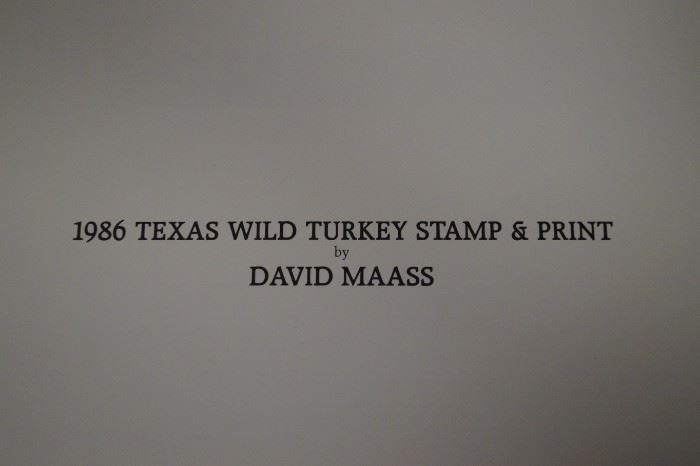 1986 TEXAS WILD TURKEY STAMP & PRINT
by
DAVID MAASS